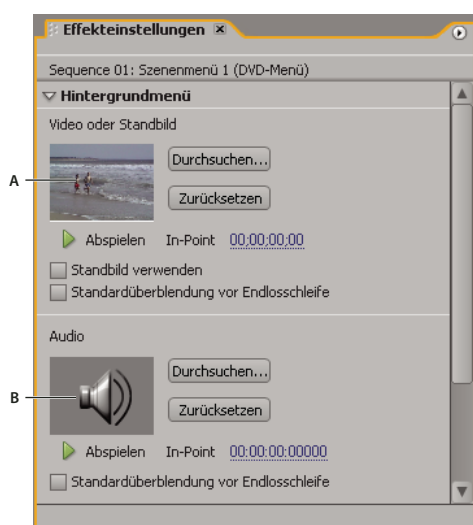 Effekteinstellungen
Sequence 01: Szenenmenü 1 (DVD-Menü)
Hintergrundmenü
Video oder Standbild
A
Durchsuchen...
Zurücksetzen
Abspielen In-Point 00;00;00;00
Standbild verwenden
Standardüberblendung vor Endlosschleife
Audio
Durchsuchen...
B
Zurücksetzen
Abspielen In-Point 00:00:00:00000
Standardüberblendung vor Endlosschleife